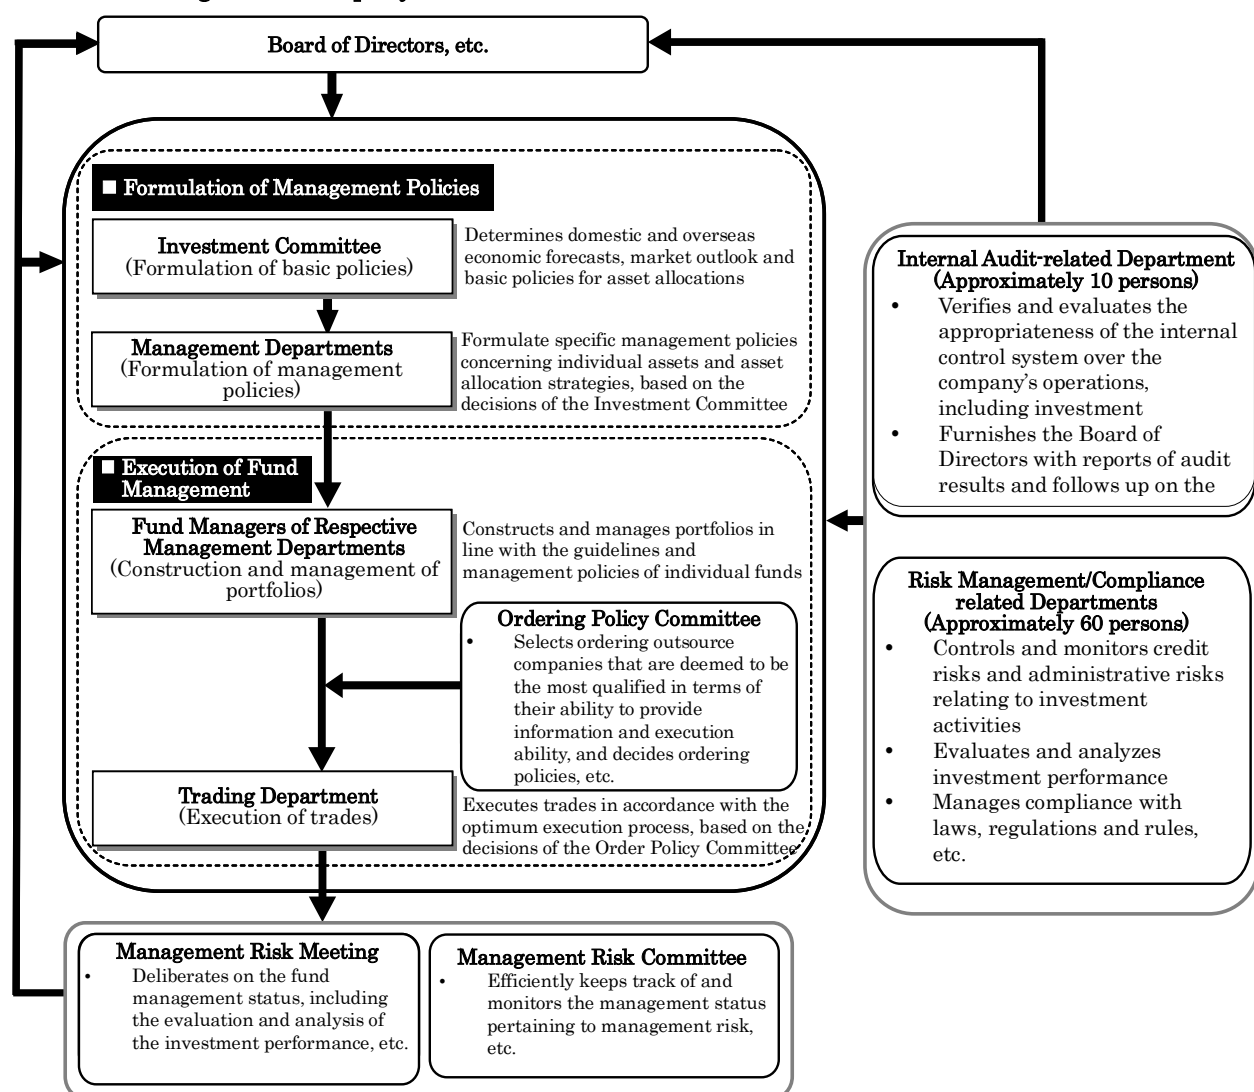 Board of Directors, etc.
■ Formulation of Management Policies
Investment Committee
(Formulation of basic policies)
Determines domestic and overseas
economic forecasts, market outlook and
basic policies for asset allocations
Management Departments
(Formulation of management
policies)
Formulate specific management policies
concerning individual assets and asset
allocation strategies, based on the
decisions of the Investment Committee
■ Execution of Fund
Management
Fund Managers of Respective
Management Departments
(Construction and management of
portfolios)
Constructs and manages portfolios in
line with the guidelines and
management policies of individual funds
Ordering Policy Committee
• Selects ordering outsource
companies that are deemed to be
the most qualified in terms of
their ability to provide
information and execution
ability, and decides ordering
policies, etc.
Trading Department
(Execution of trades)
Executes trades in accordance with the
optimum execution process, based on the
decisions of the Order Policy Committee
Management Risk Meeting
• Deliberates on the fund
management status, including
the evaluation and analysis of
the investment performance, etc.
Management Risk Committee
• Efficiently keeps track of and
monitors the management status
pertaining to management risk,
etc.
Internal Audit-related Department
(Approximately 10 persons)
• Verifies and evaluates the
appropriateness of the internal
control system over the
company's operations,
including investment
• Furnishes the Board of
Directors with reports of audit
results and follows up on the
Risk Management/Compliance
related Departments
(Approximately 60 persons)
• Controls and monitors credit
risks and administrative risks
relating to investment
activities
• Evaluates and analyzes
investment performance
• Manages compliance with
laws, regulations and rules,
etc.